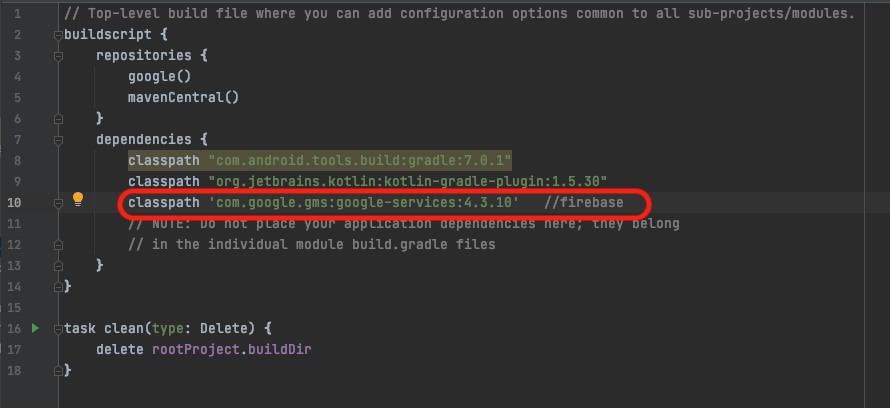 1 // Top-level build file where you can add configuration options common to all sub-projects/modules.
2 buildscript {
3 repositories {
4 google()
5 mavenCentral()
6 }
7 dependencies {
8 classpath "com.android.tools.build:gradle:7.0.1"
9 classpath "org.jetbrains.kotlin:kotlin-gradle-plugin:1.5.30"
10 classpath 'com.google.gms:google-services:4.3.10' //firebase
11 // NOTE: Do not place your application dependencies here; they belong
12 // in the individual module build.gradle files
13 }
14 }
15
16 task clean(type: Delete) {
17 delete rootProject.buildDir
18 }